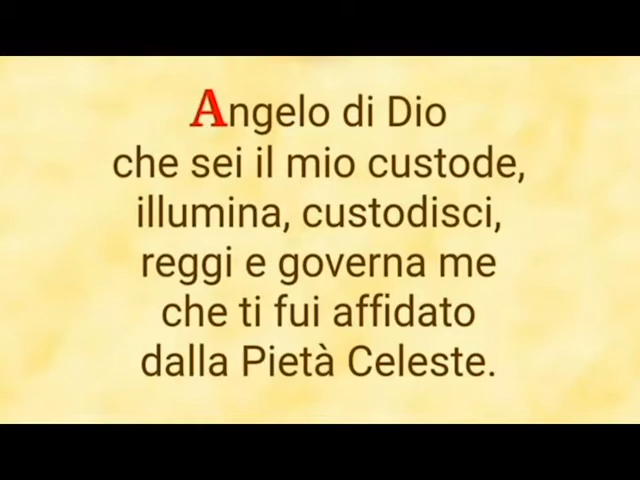 Angelo di Dio
che sei il mio custode,
illumina, custodisci,
reggi e governa me
che ti fui affidato
dalla Pietà Celeste.